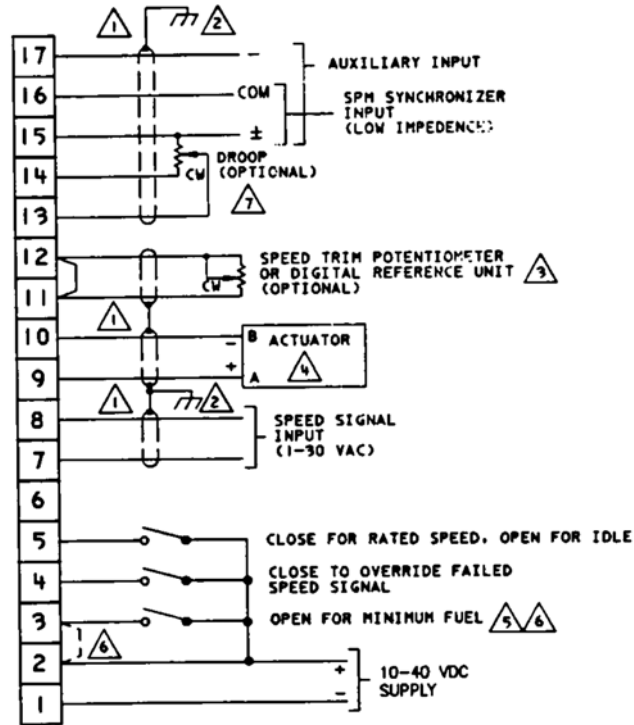 1 2
17 - AUXILIARY INPUT
16 COM SPM SYNCHRONIZER
INPUT
(LOW IMPEDENCE)
15 ±
DROOP
14 CW (OPTIONAL)
7
13
12 SPEED TRIM POTENTIOMETER
OR DIGITAL REFERENCE UNIT 3
CW (OPTIONAL)
11
1
10 - B ACTUATOR
+ 4
9 A
1 2
8 SPEED SIGNAL
INPUT
(1-30 VAC)
7
6
5 CLOSE FOR RATED SPEED. OPEN FOR IDLE
4 CLOSE TO OVERRIDE FAILED
SPEED SIGNAL
3 OPEN FOR MINIMUM FUEL 5 6
6
2 + 10-40 VDC
SUPPLY
1 -